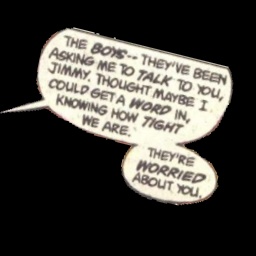 THE BOYS-- THEY'VE BEEN
ASKING ME TO TALK TO YOU,
JIMMY. THOUGHT MAYBE I
COULD GET A WORD IN,
KNOWING HOW TIGHT
WE ARE.
THEY'RE
WORRIED
ABOUT YOU.